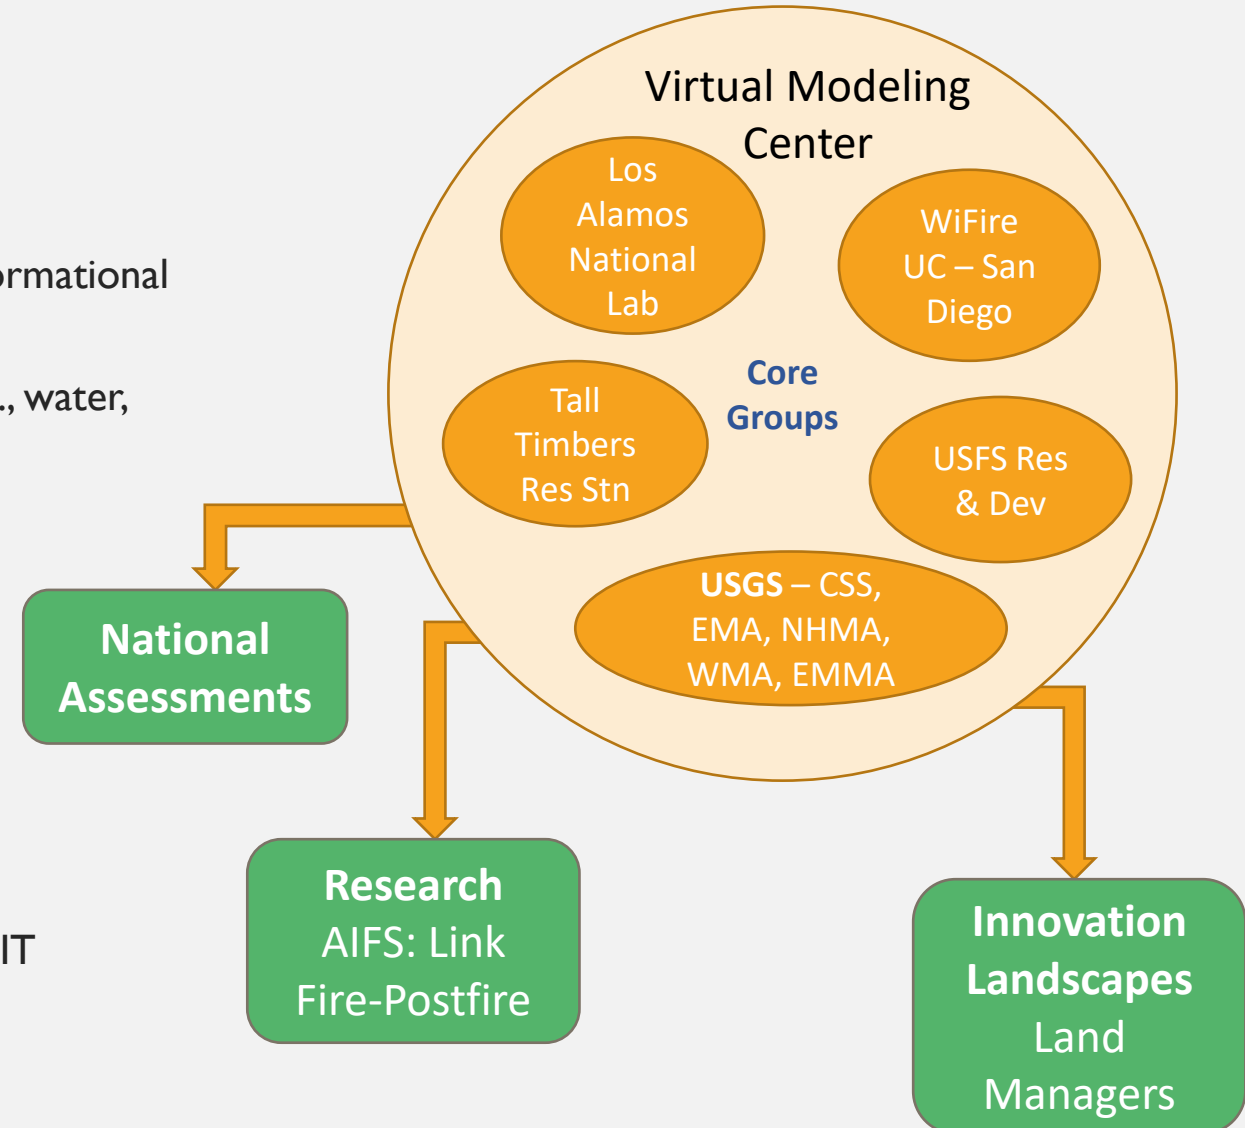 Virtual Modeling
Center
Los
Alamos
National
Lab
WiFire
UC – San
Diego
ormational
Core
Groups
., water,
Tall
Timbers
Res Stn
USFS Res
& Dev
USGS – CSS,
EMA, NHMA,
WMA, EMMA
National
Assessments
Research
AIFS: Link
Fire-Postfire
IT
Innovation
Landscapes
Land
Managers